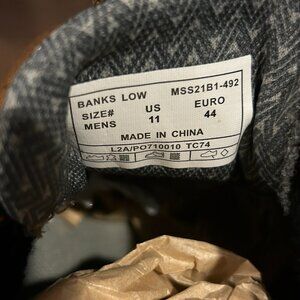 BANKS LOW MSS21B1-492
SIZE# US EURO
MENS 11 44
MADE IN CHINA
L2A/PO710010 TC74